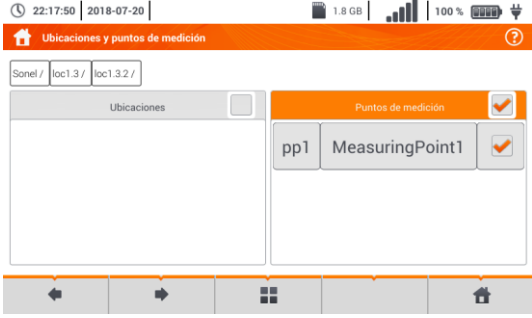 22:17:50 2018-07-20 1.8 GB 100 %
Ubicaciones y puntos de medición ?
Sonel / loc1.3 / loc1.3.2 /
Ubicaciones Puntos de medición
pp1 MeasuringPoint1